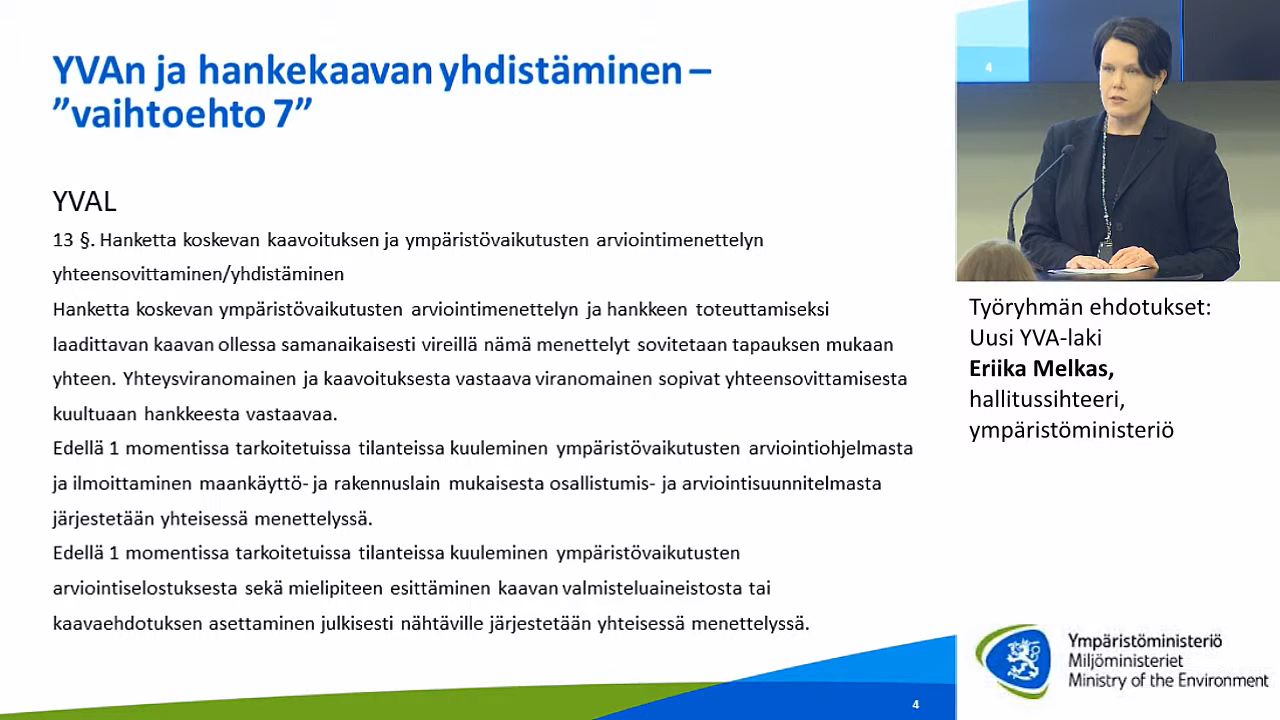 YVAn ja hankekaavan yhdistäminen –
”vaihtoehto 7”
YVAL
13 §. Hanketta koskevan kaavoituksen ja ympäristövaikutusten arviointimenettelyn
yhteensovittaminen/yhdistäminen
Hanketta koskevan ympäristövaikutusten arviointimenettelyn ja hankkeen toteuttamiseksi
laadittavan kaavan ollessa samanaikaisesti vireillä nämä menettelyt sovitetaan tapauksen mukaan
yhteen. Yhteysviranomainen ja kaavoituksesta vastaava viranomainen sopivat yhteensovittamisesta
kuultuaan hankkeesta vastaavaa.
Edellä 1 momentissa tarkoitetuissa tilanteissa kuuleminen ympäristövaikutusten arviointiohjelmasta
ja ilmoittaminen maankäyttö- ja rakennuslain mukaisesta osallistumis- ja arviointisuunnitelmasta
järjestetään yhteisessä menettelyssä.
Edellä 1 momentissa tarkoitetuissa tilanteissa kuuleminen ympäristövaikutusten
arviointiselostuksesta sekä mielipiteen esittäminen kaavan valmisteluaineistosta tai
kaavaehdotuksen asettaminen julkisesti nähtäville järjestetään yhteisessä menettelyssä.
4
4
Työryhmän ehdotukset:
Uusi YVA-laki
Eriika Melkas,
hallitussihteeri,
ympäristöministeriö
Ympäristöministeriö
Miljöministeriet
Ministry of the Environment